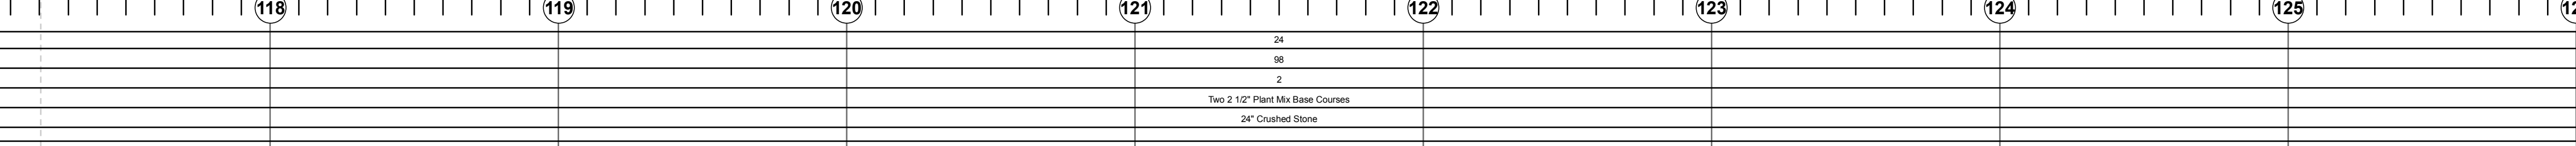 118 119 120 121 122 123 124 125 12
24
98
2
Two 2 1/2" Plant Mix Base Courses
24" Crushed Stone